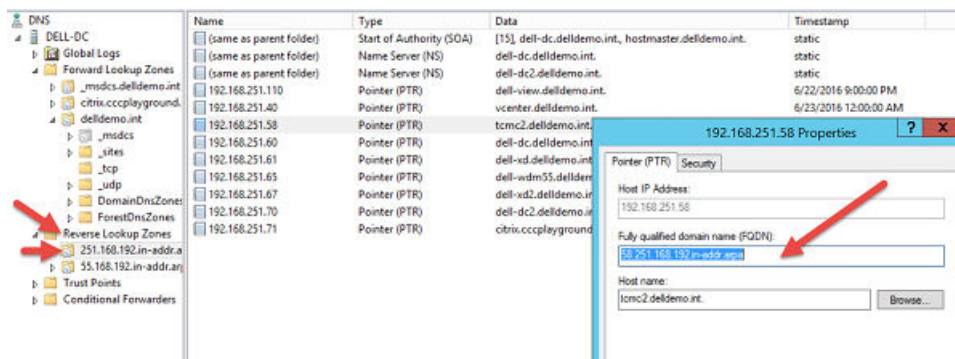 DNS
DELL-DC
Global Logs
Forward Lookup Zones
_msdcs.delldemo.int
citrix.cccplayground.
delldemo.int
_msdcs
_sites
_tcp
_udp
DomainDnsZones
ForestDnsZones
Reverse Lookup Zones
251.168.192.in-addr.a
55.168.192.in-addr.arp
Trust Points
Conditional Forwarders
Name Type Data Timestamp
(same as parent folder) Start of Authority (SOA) [15], dell-dc.delldemo.int., hostmaster.delldemo.int. static
(same as parent folder) Name Server (NS) dell-dc.delldemo.int. static
(same as parent folder) Name Server (NS) dell-dc2.delldemo.int. static
192.168.251.110 Pointer (PTR) dell-view.delldemo.int. 6/22/2016 9:00:00 PM
192.168.251.40 Pointer (PTR) vcenter.delldemo.int. 6/23/2016 12:00:00 AM
192.168.251.58 Pointer (PTR) tcmc2.delldemo.int.
192.168.251.60 Pointer (PTR) dell-dc.delldemo.int
192.168.251.61 Pointer (PTR) dell-xd.delldemo.int
192.168.251.65 Pointer (PTR) dell-wdm55.delldem
192.168.251.67 Pointer (PTR) dell-xd2.delldemo.in
192.168.251.70 Pointer (PTR) dell-dc2.delldemo.in
192.168.251.71 Pointer (PTR) citrix.cccplayground
192.168.251.58 Properties ? x
Pointer (PTR) Security
Host IP Address:
192.168.251.58
Fully qualified domain name (FQDN):
58.251.168.192.in-addr.arpa
Host name:
tcmc2.delldemo.int.
Browse...